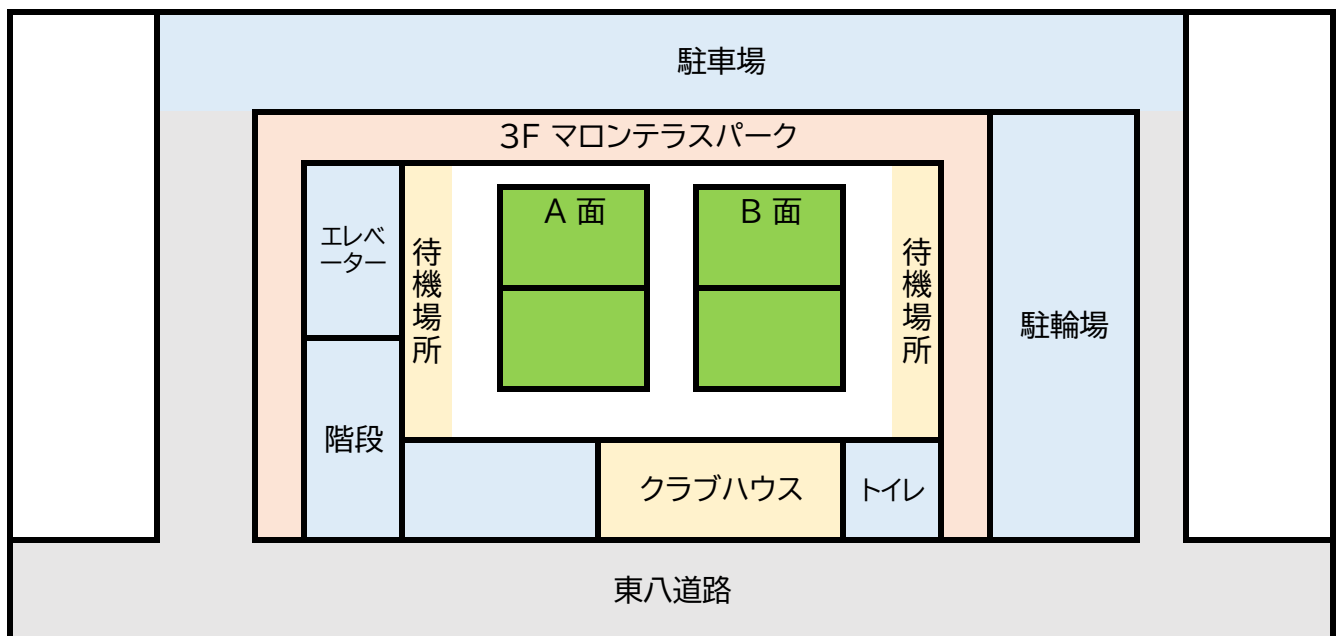 駐車場
3F マロンテラスパーク
A 面
B 面
エレベ
ーター
待機場所
待機場所
駐輪場
階段
クラブハウス
トイレ
東八道路